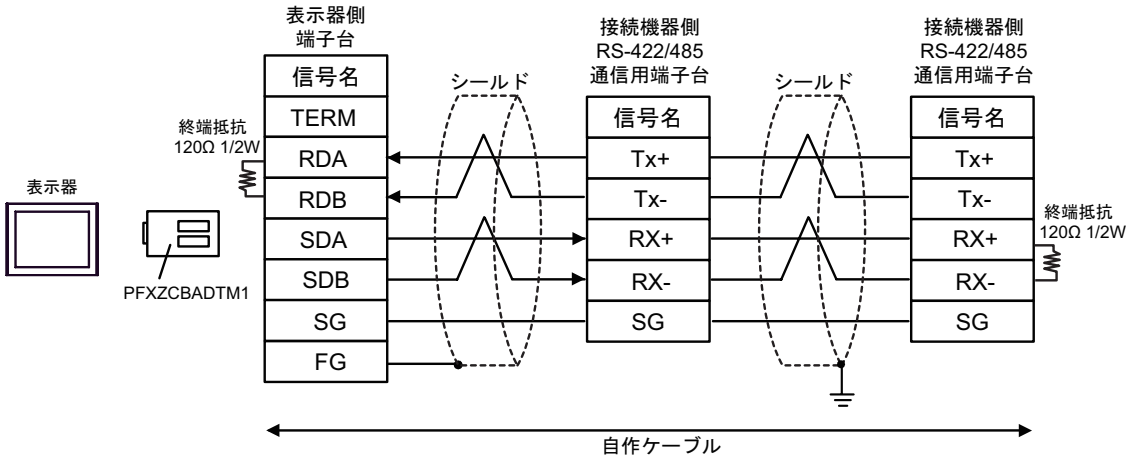 表示器側
端子台
信号名
TERM
RDA
RDB
SDA
SDB
SG
FG
終端抵抗
120Ω 1/2W
表示器
PFXZCBADTM1
シールド
接続機器側
RS-422/485
通信用端子台
信号名
Tx+
Tx-
RX+
RX-
SG
シールド
接続機器側
RS-422/485
通信用端子台
信号名
Tx+
Tx-
RX+
RX-
SG
終端抵抗
120Ω 1/2W
自作ケーブル